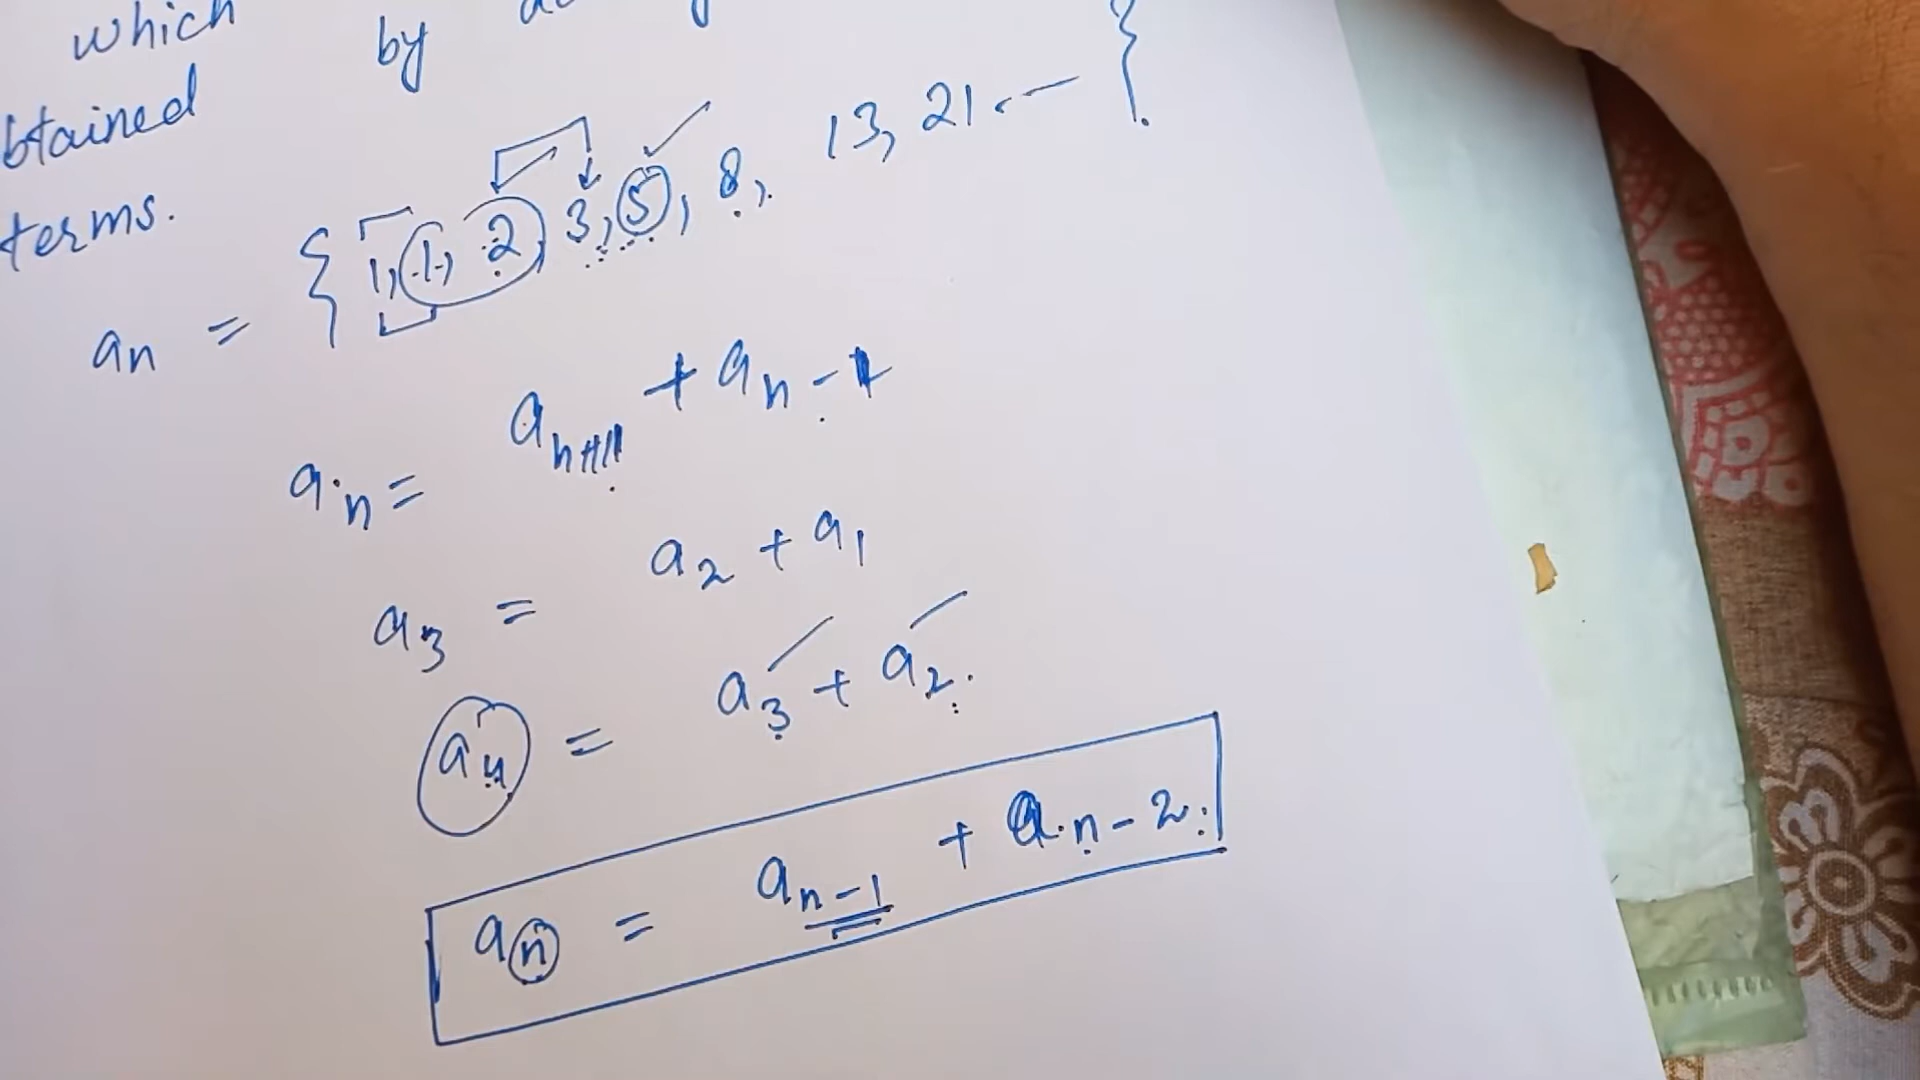 which
by
btained
terms.
an = { 1, 1, 2, 3, 5, 8, 13, 21 .— }.
an = an+1 + an-1
a3 = a2 + a1
a4 = a3 + a2.
an = an-1 + an-2.